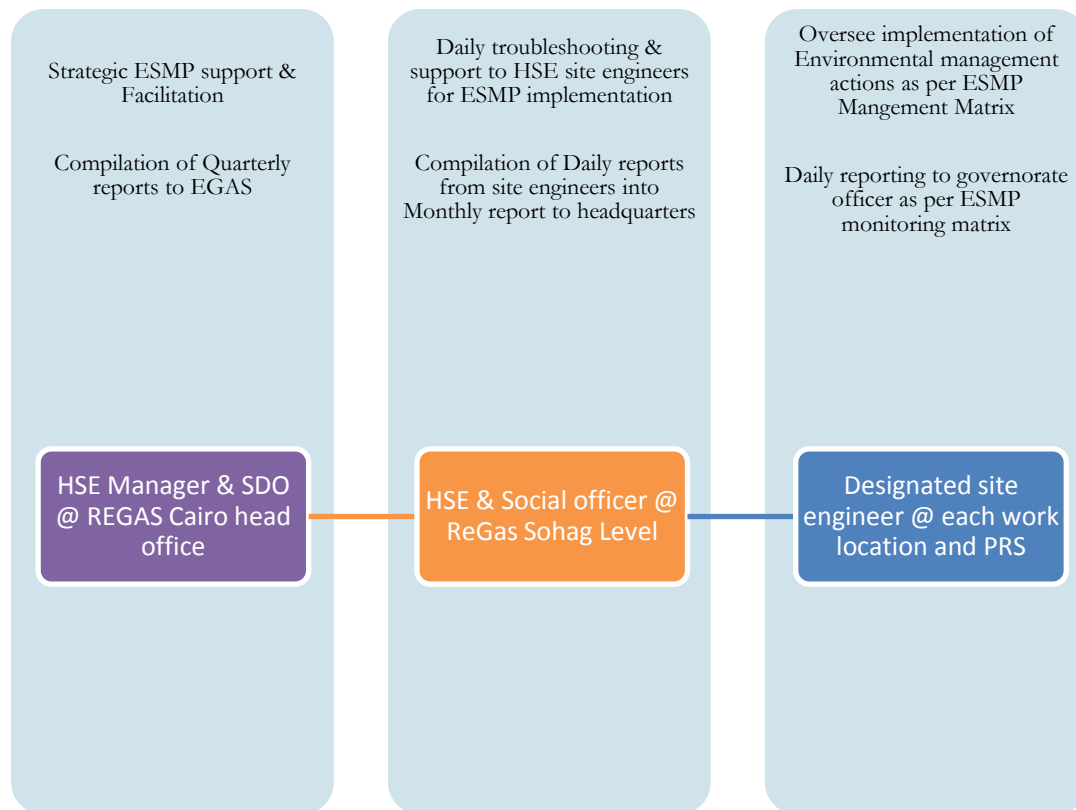 Strategic ESMP support &
Facilitation
Compilation of Quarterly
reports to EGAS
HSE Manager & SDO
@ REGAS Cairo head
office
Daily troubleshooting &
support to HSE site engineers
for ESMP implementation
Compilation of Daily reports
from site engineers into
Monthly report to headquarters
HSE & Social officer @
ReGas Sohag Level
Oversee implementation of
Environmental management
actions as per ESMP
Mangement Matrix
Daily reporting to governorate
officer as per ESMP
monitoring matrix
Designated site
engineer @ each work
location and PRS